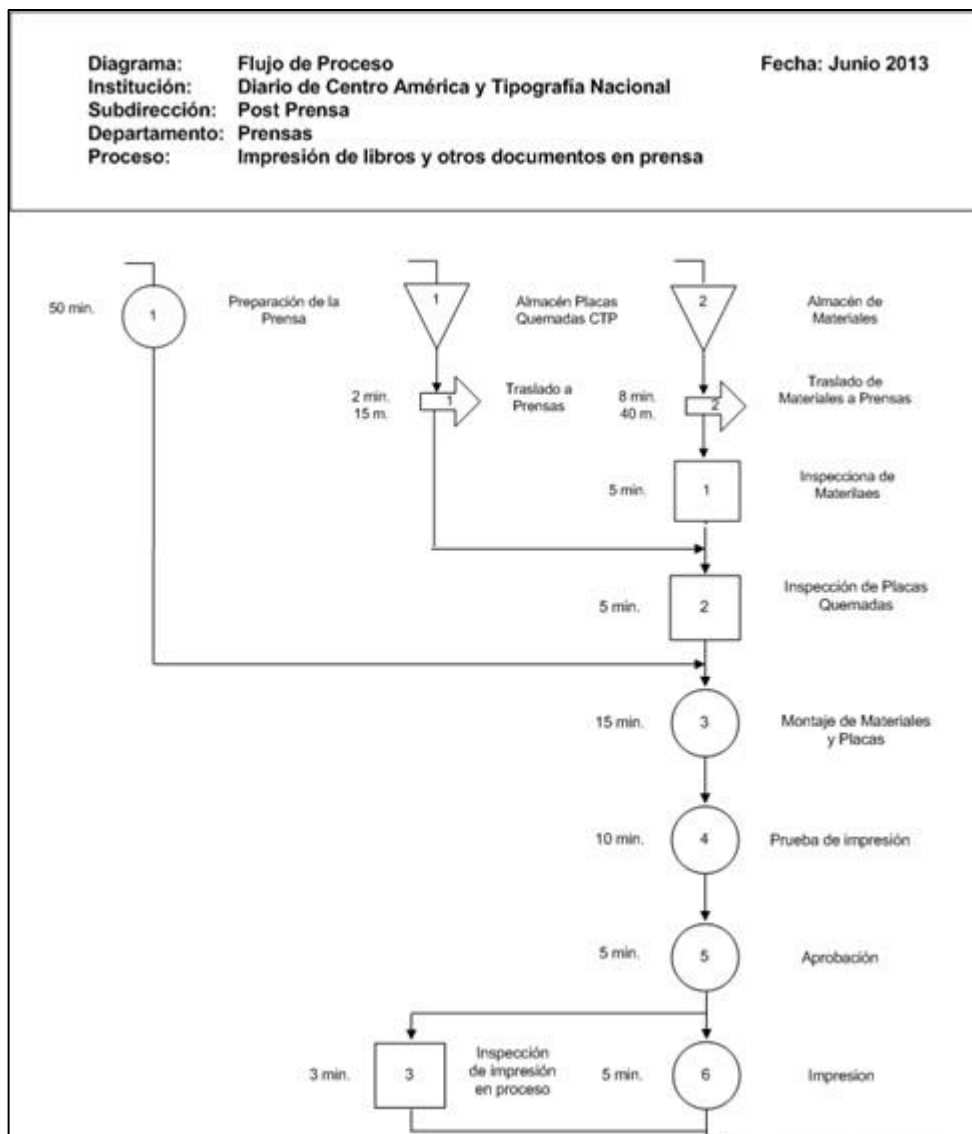 Diagrama: Flujo de Proceso Fecha: Junio 2013
Institución: Diario de Centro América y Tipografía Nacional
Subdirección: Post Prensa
Departamento: Prensas
Proceso: Impresión de libros y otros documentos en prensa
50 min.
1
Preparación de la
Prensa
1
Almacén Placas
Quemadas CTP
2
Almacén de
Materiales
2 min.
15 m.
1
Traslado a
Prensas
8 min.
40 m.
2
Traslado de
Materiales a Prensas
5 min.
1
Inspecciona de
Materilaes
5 min.
2
Inspección de Placas
Quemadas
15 min.
3
Montaje de Materiales
y Placas
10 min.
4
Prueba de impresión
5 min.
5
Aprobación
3 min.
3
Inspección
de impresión
en proceso
5 min.
6
Impresion